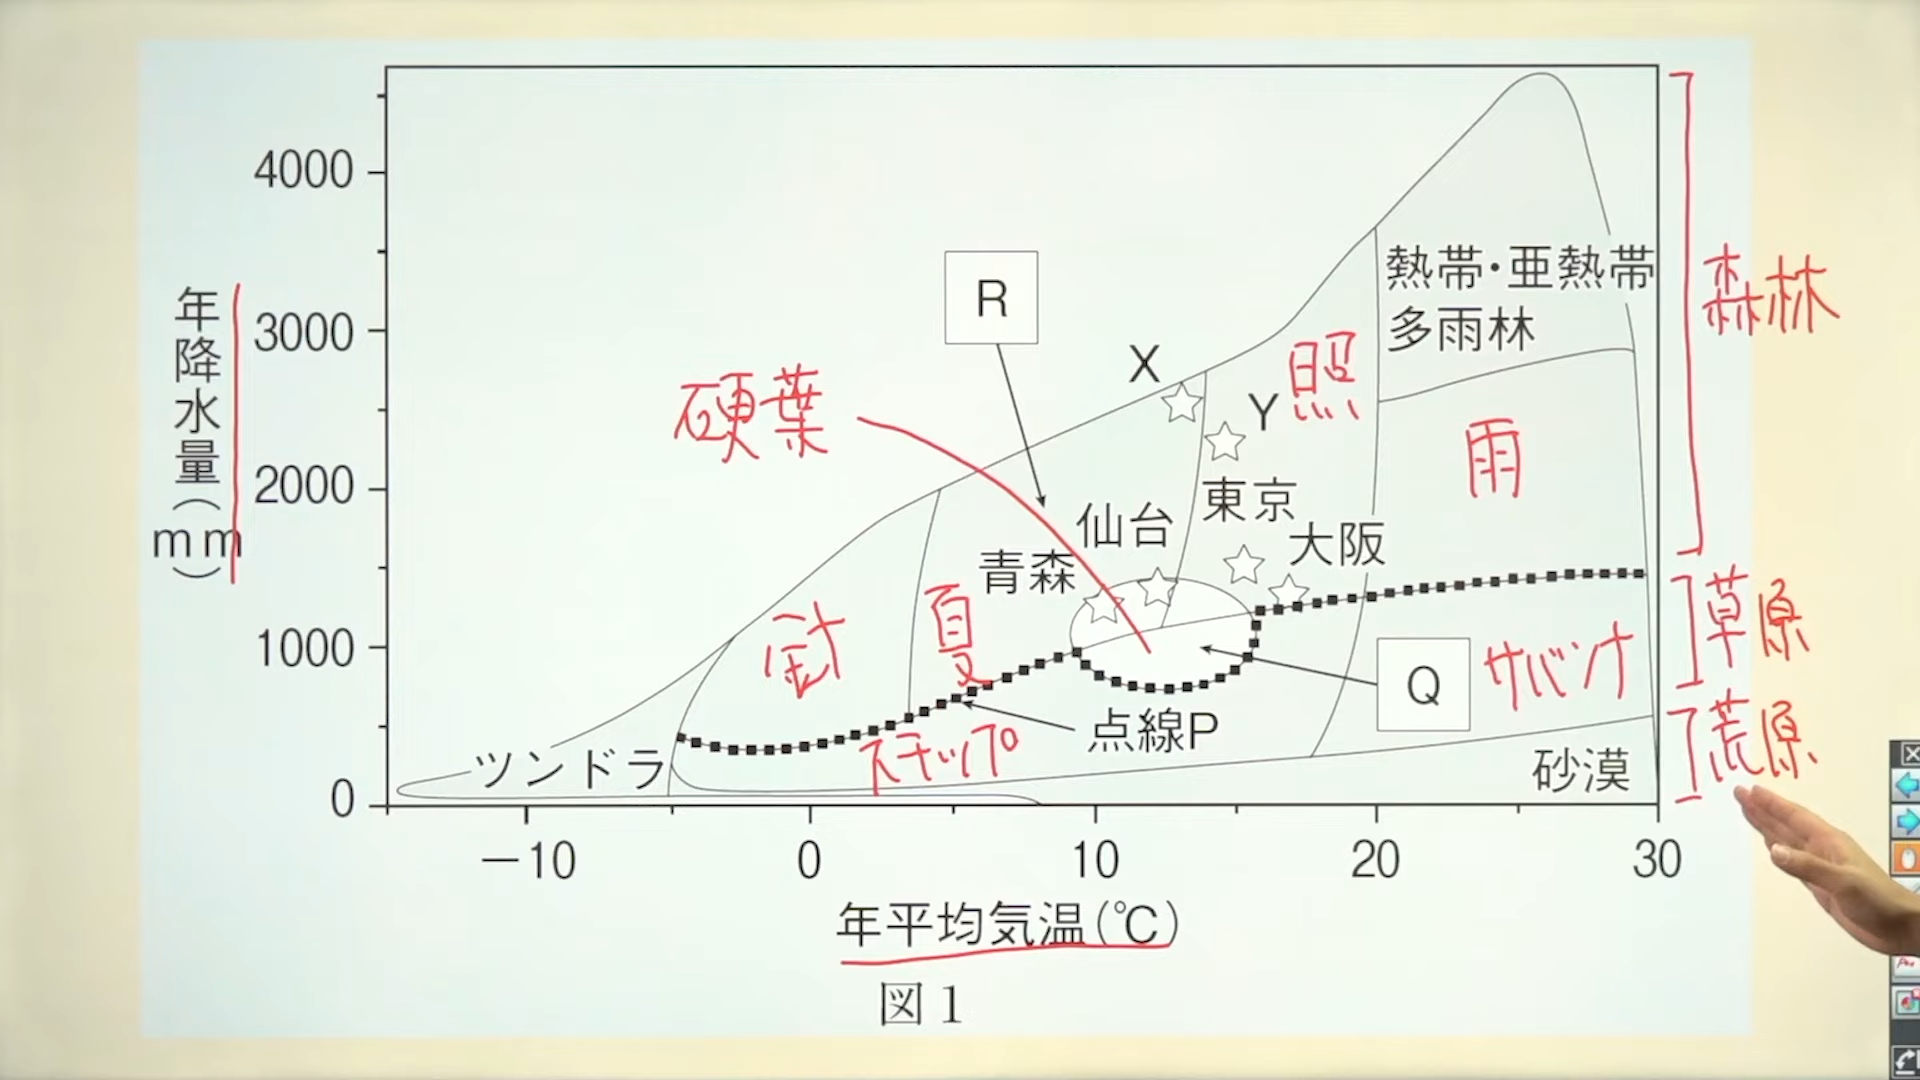 4000
3000
2000
1000
0
年降水量(mm)
−10
0
10
20
30
年平均気温(℃)
図1
R
X
Y
熱帯・亜熱帯
多雨林
照
硬葉
雨
森林
東京
仙台
大阪
青森
針
夏
草原
サバンナ
Q
点線P
ステップ
ツンドラ
砂漠
荒原